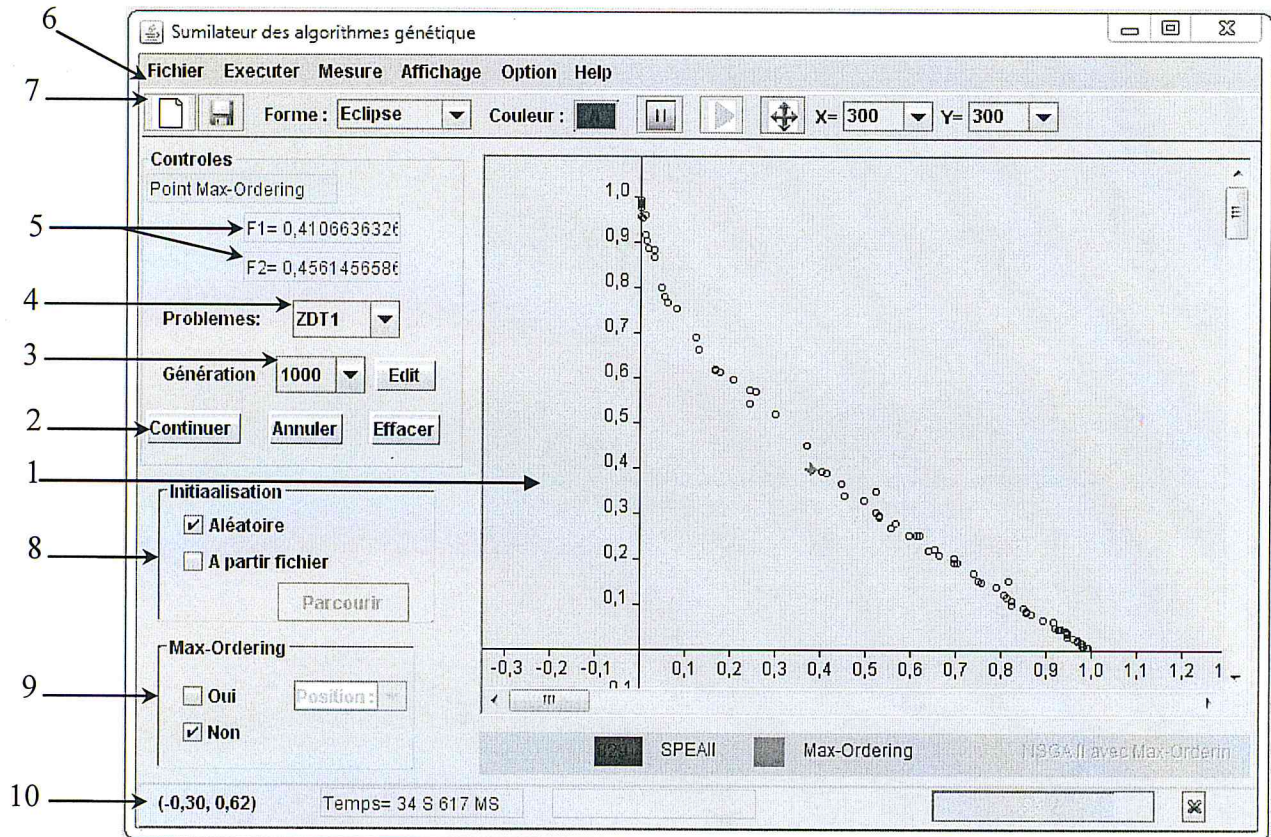 6
Sumilateur des algorithmes génétique
Fichier Executer Mesure Affichage Option Help
7
Forme : Eclipse Couleur : X= 300 Y= 300
Controles
Point Max-Ordering
5
F1= 0,4106636326
F2= 0,4561456586
4
Problemes: ZDT1
3
Génération 1000 Edit
2
Continuer Annuler Effacer
1
Initiaalisation
Aléatoire
8
A partir fichier
Parcourir
Max-Ordering
9
Oui Position :
Non
1,0
0,9
0,8
0,7
0,6
0,5
0,4
0,3
0,2
0,1
-0,3 -0,2 -0,1 0,1 0,2 0,3 0,4 0,5 0,6 0,7 0,8 0,9 1,0 1,1 1,2 1
SPEAII Max-Ordering NSGAII avec Max-Orderin
10
(-0,30, 0,62) Temps= 34 S 617 MS